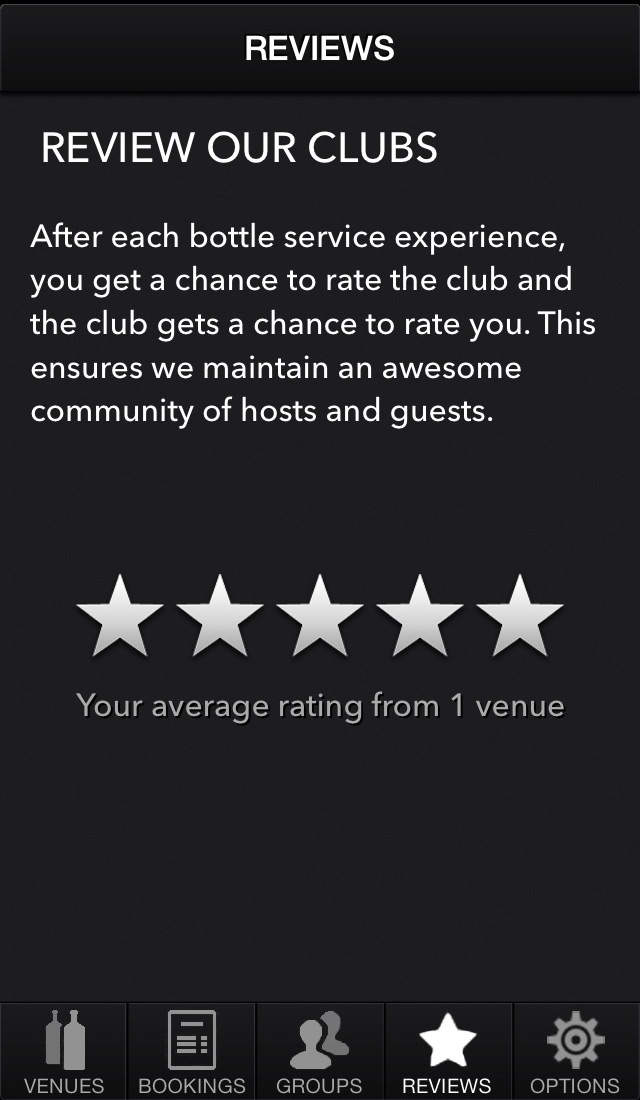 REVIEWS
REVIEW OUR CLUBS
After each bottle service experience,
you get a chance to rate the club and
the club gets a chance to rate you. This
ensures we maintain an awesome
community of hosts and guests.
Your average rating from 1 venue
VENUES BOOKINGS GROUPS REVIEWS OPTIONS